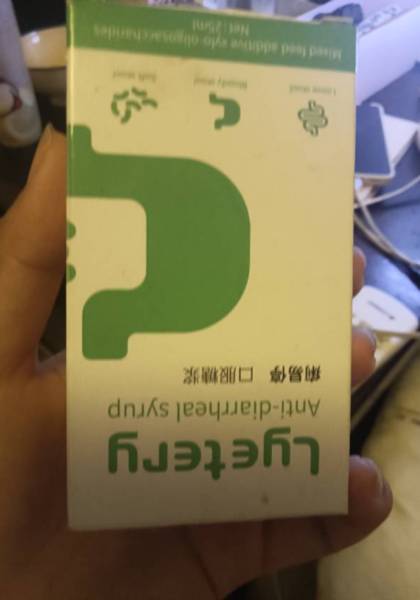 Lyetery
Anti-diarrheal syrup
痢易停 口服糖浆
Loose stool Bloody stool Soft stool
Mixed feed additive xylo-oligosaccharides
Net:25ml